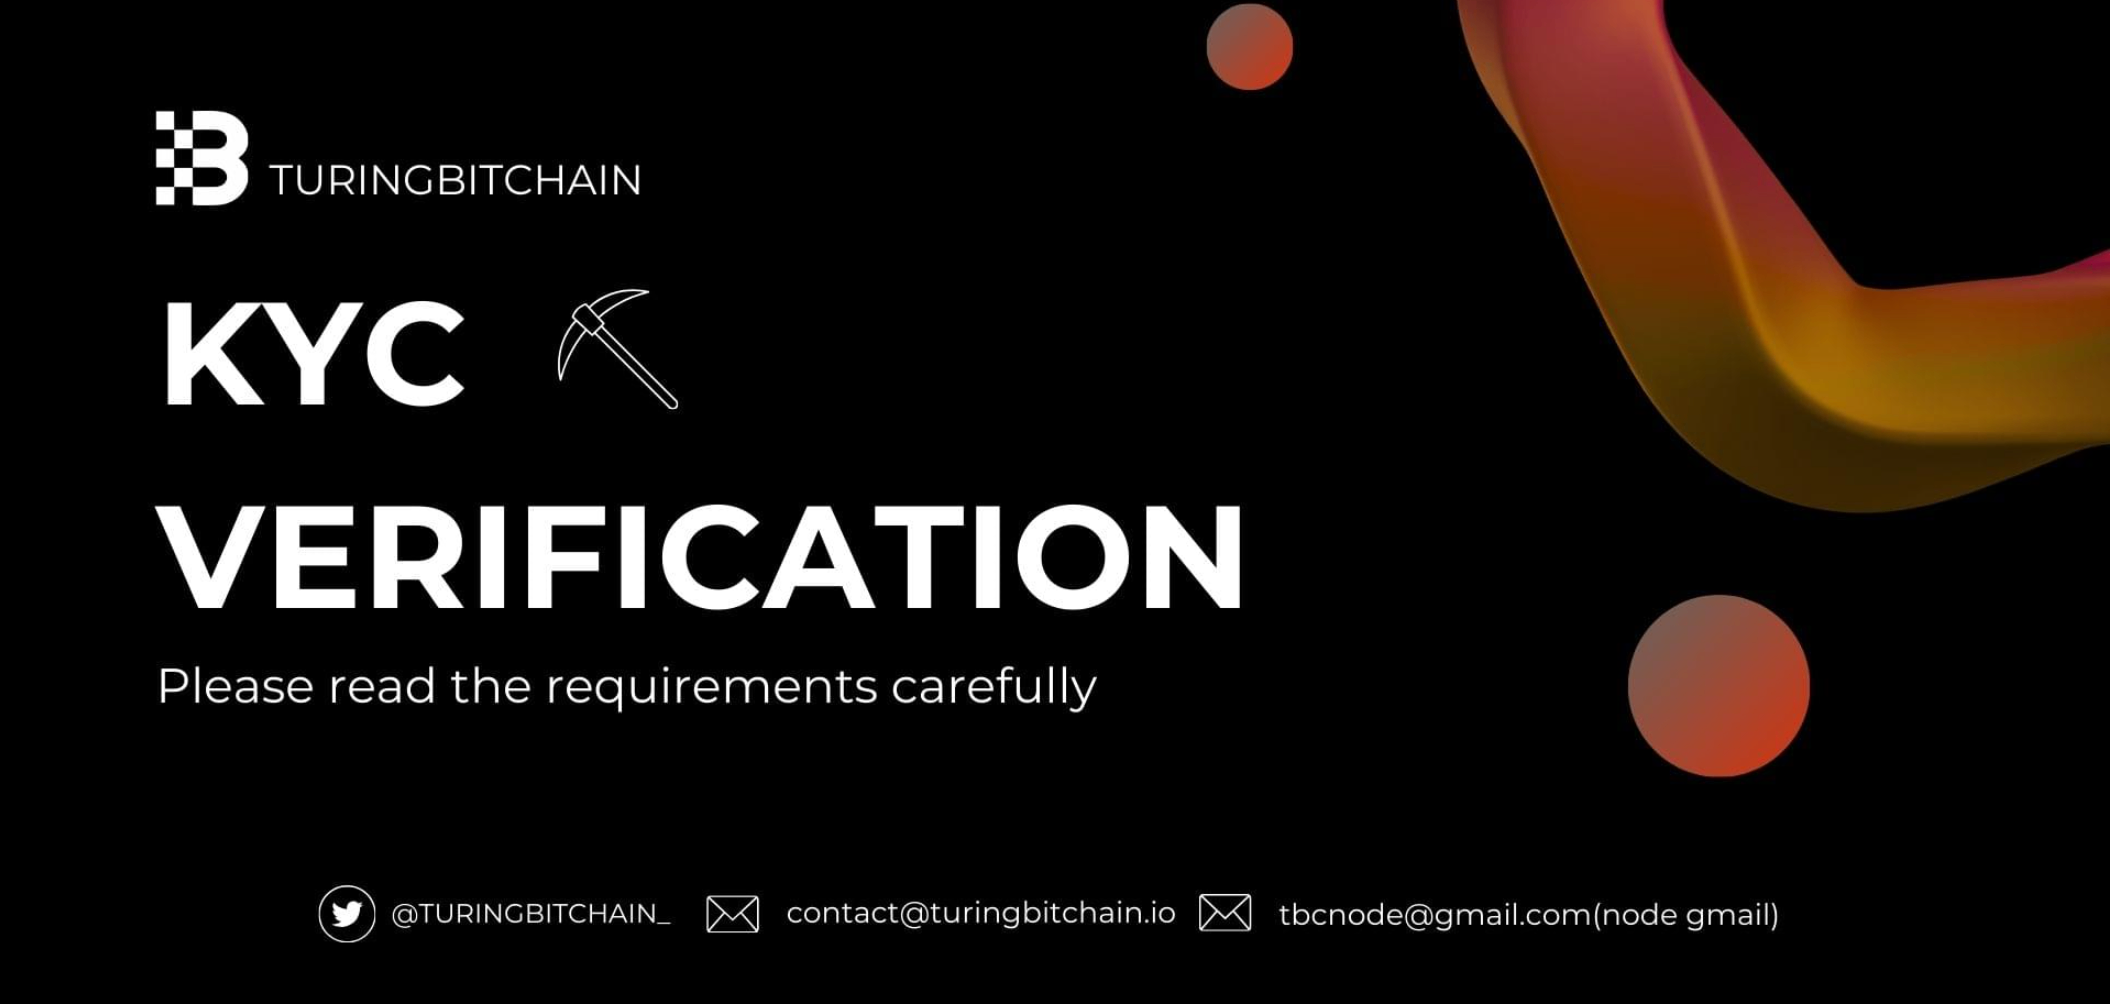 TURINGBITCHAIN
KYC
VERIFICATION
Please read the requirements carefully
@TURINGBITCHAIN_ contact@turingbitchain.io tbcnode@gmail.com(node gmail)